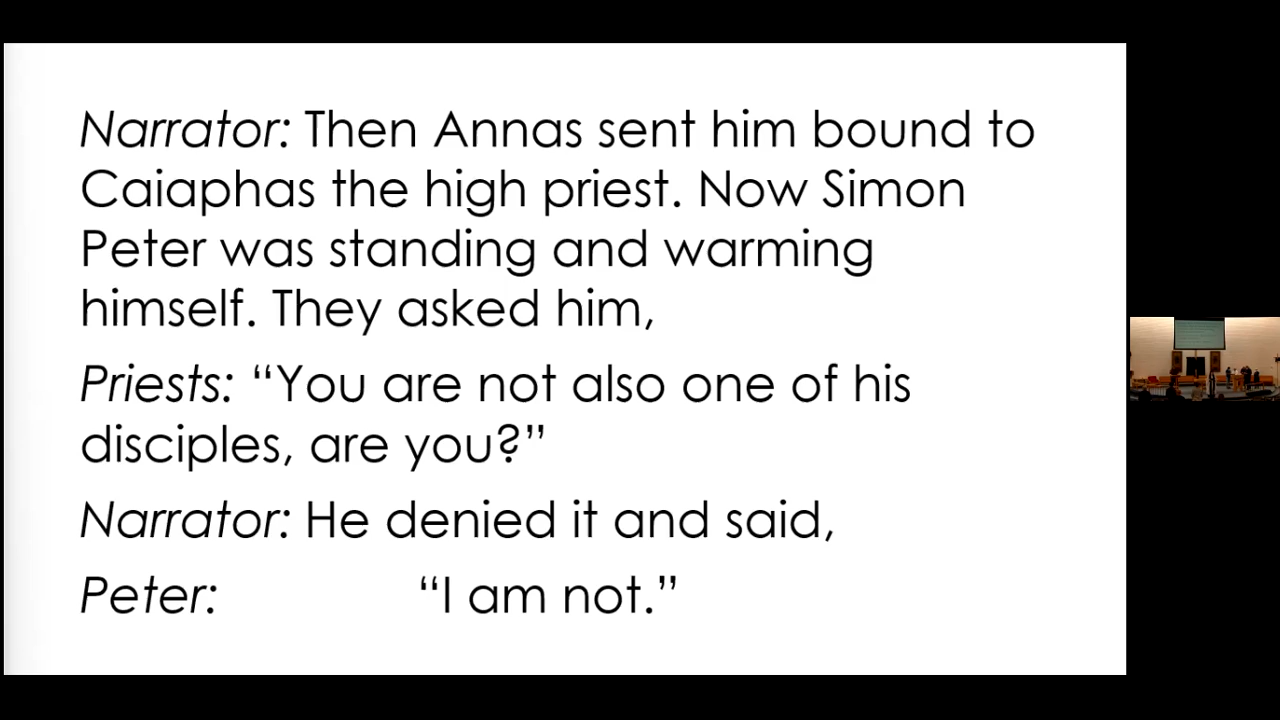 Narrator: Then Annas sent him bound to
Caiaphas the high priest. Now Simon
Peter was standing and warming
himself. They asked him,
Priests: “You are not also one of his
disciples, are you?”
Narrator: He denied it and said,
Peter: “I am not.”